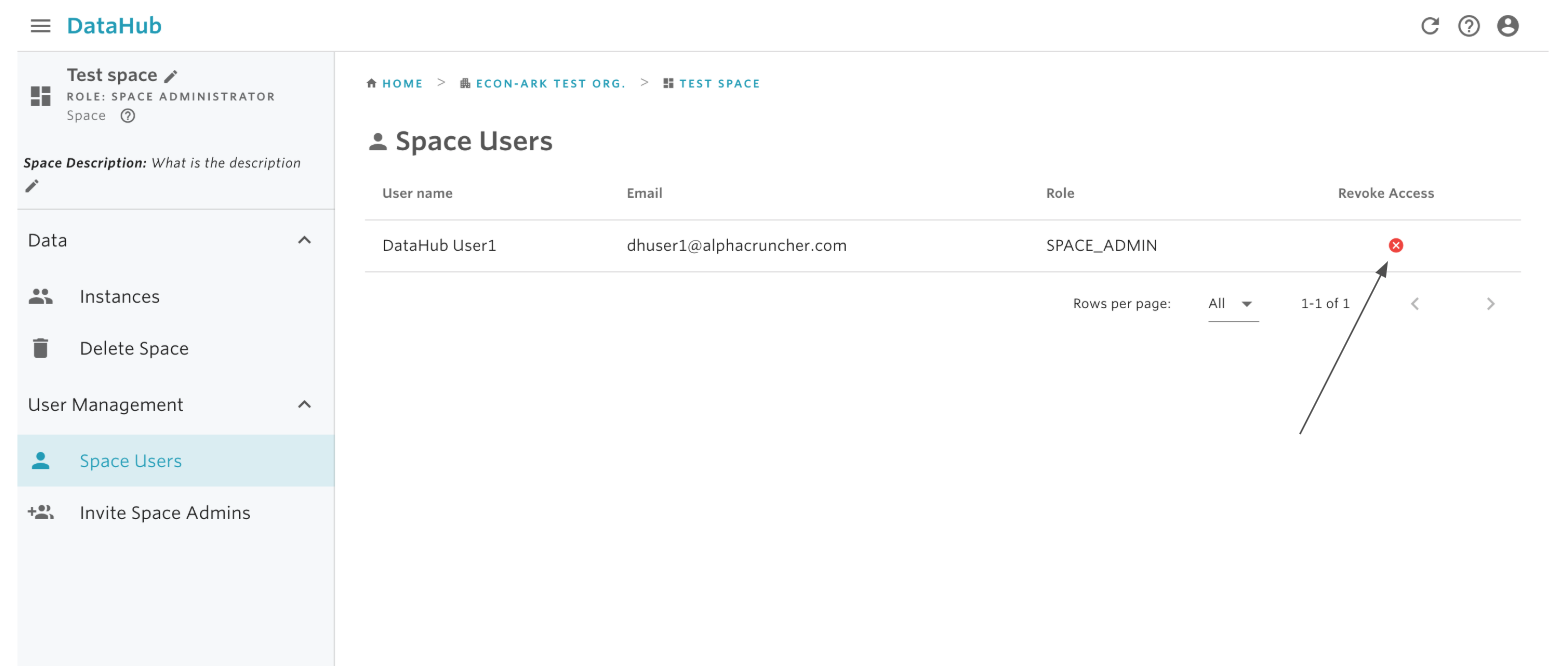 DataHub
Test space
ROLE: SPACE ADMINISTRATOR
Space
Space Description: What is the description
Data
Instances
Delete Space
User Management
Space Users
Invite Space Admins
HOME > ECON-ARK TEST ORG. > TEST SPACE
Space Users
User name Email Role Revoke Access
DataHub User1 dhuser1@alphacruncher.com SPACE_ADMIN
Rows per page: All 1-1 of 1